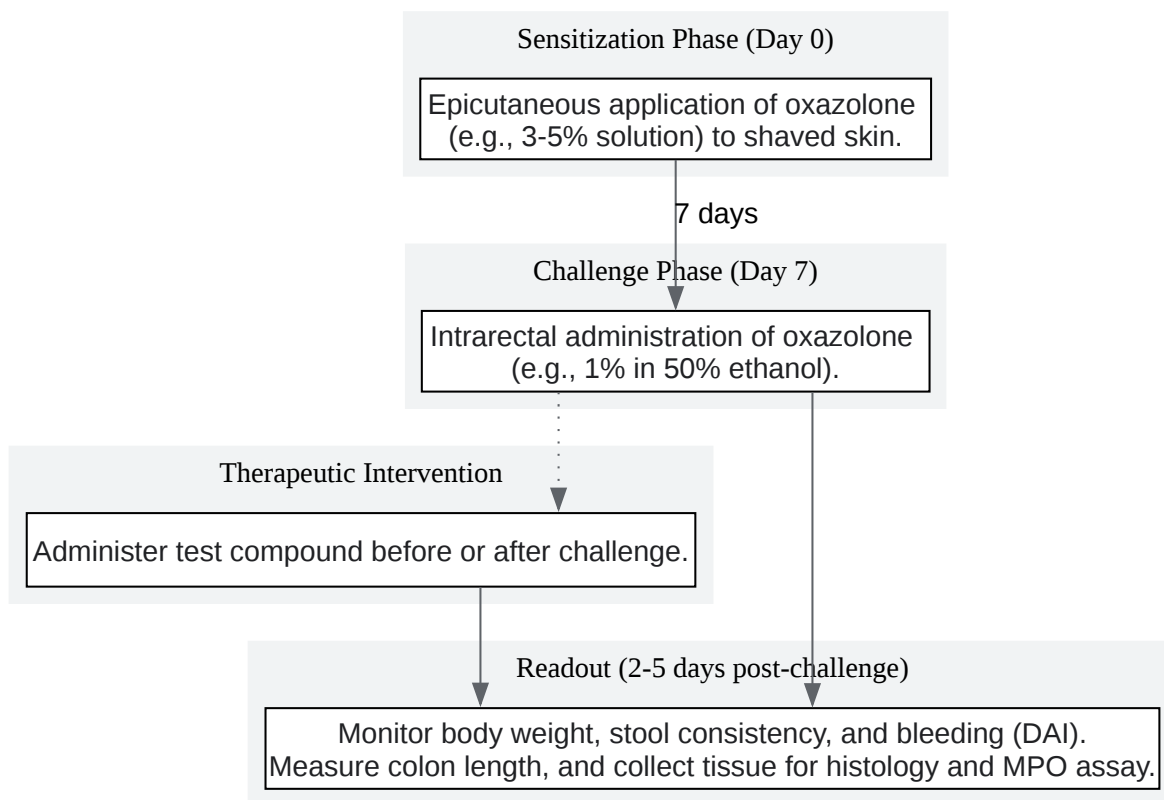 Sensitization Phase (Day 0)
Epicutaneous application of oxazolone
(e.g., 3-5% solution) to shaved skin.
7 days
Challenge Phase (Day 7)
Intrarectal administration of oxazolone
(e.g., 1% in 50% ethanol).
Therapeutic Intervention
Administer test compound before or after challenge.
Readout (2-5 days post-challenge)
Monitor body weight, stool consistency, and bleeding (DAI).
Measure colon length, and collect tissue for histology and MPO assay.